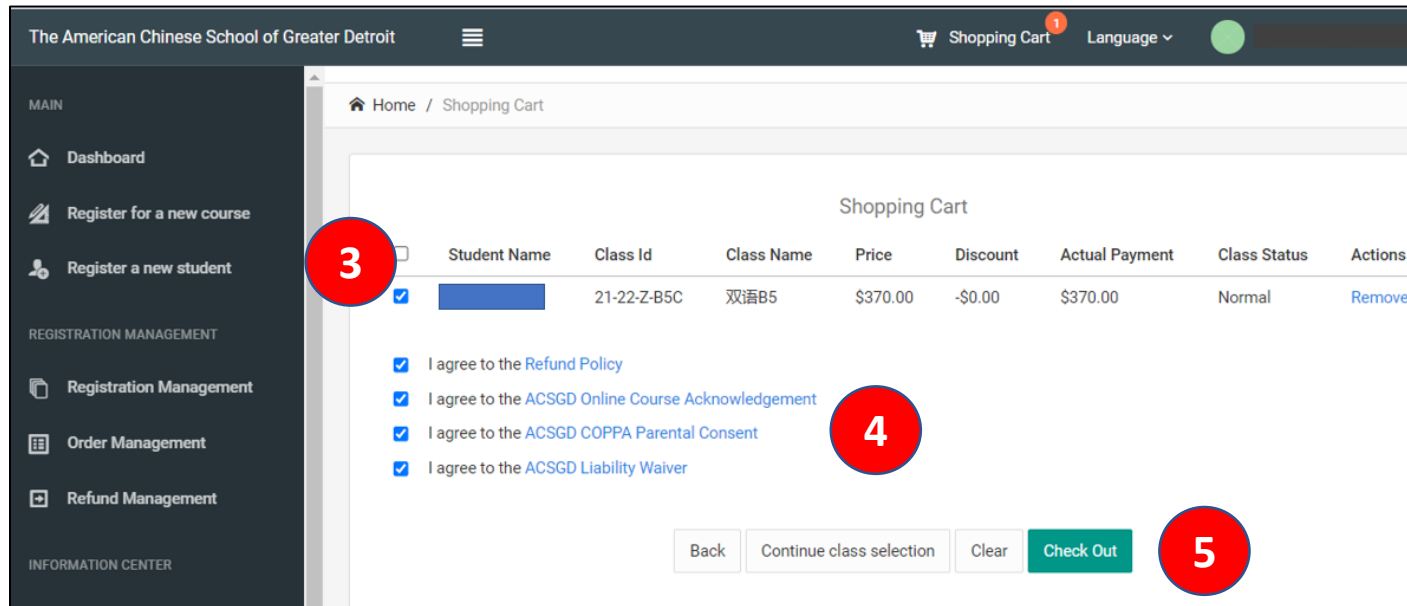 The American Chinese School of Greater Detroit Shopping Cart 1 Language
MAIN
Home / Shopping Cart
Dashboard
Register for a new course
Shopping Cart
3 Student Name Class Id Class Name Price Discount Actual Payment Class Status Actions
Register a new student
21-22-Z-B5C 双语B5 $370.00 -$0.00 $370.00 Normal Remove
REGISTRATION MANAGEMENT
I agree to the Refund Policy
Registration Management
I agree to the ACSGD Online Course Acknowledgement
4
I agree to the ACSGD COPPA Parental Consent
Order Management
I agree to the ACSGD Liability Waiver
Refund Management
Back Continue class selection Clear Check Out 5
INFORMATION CENTER